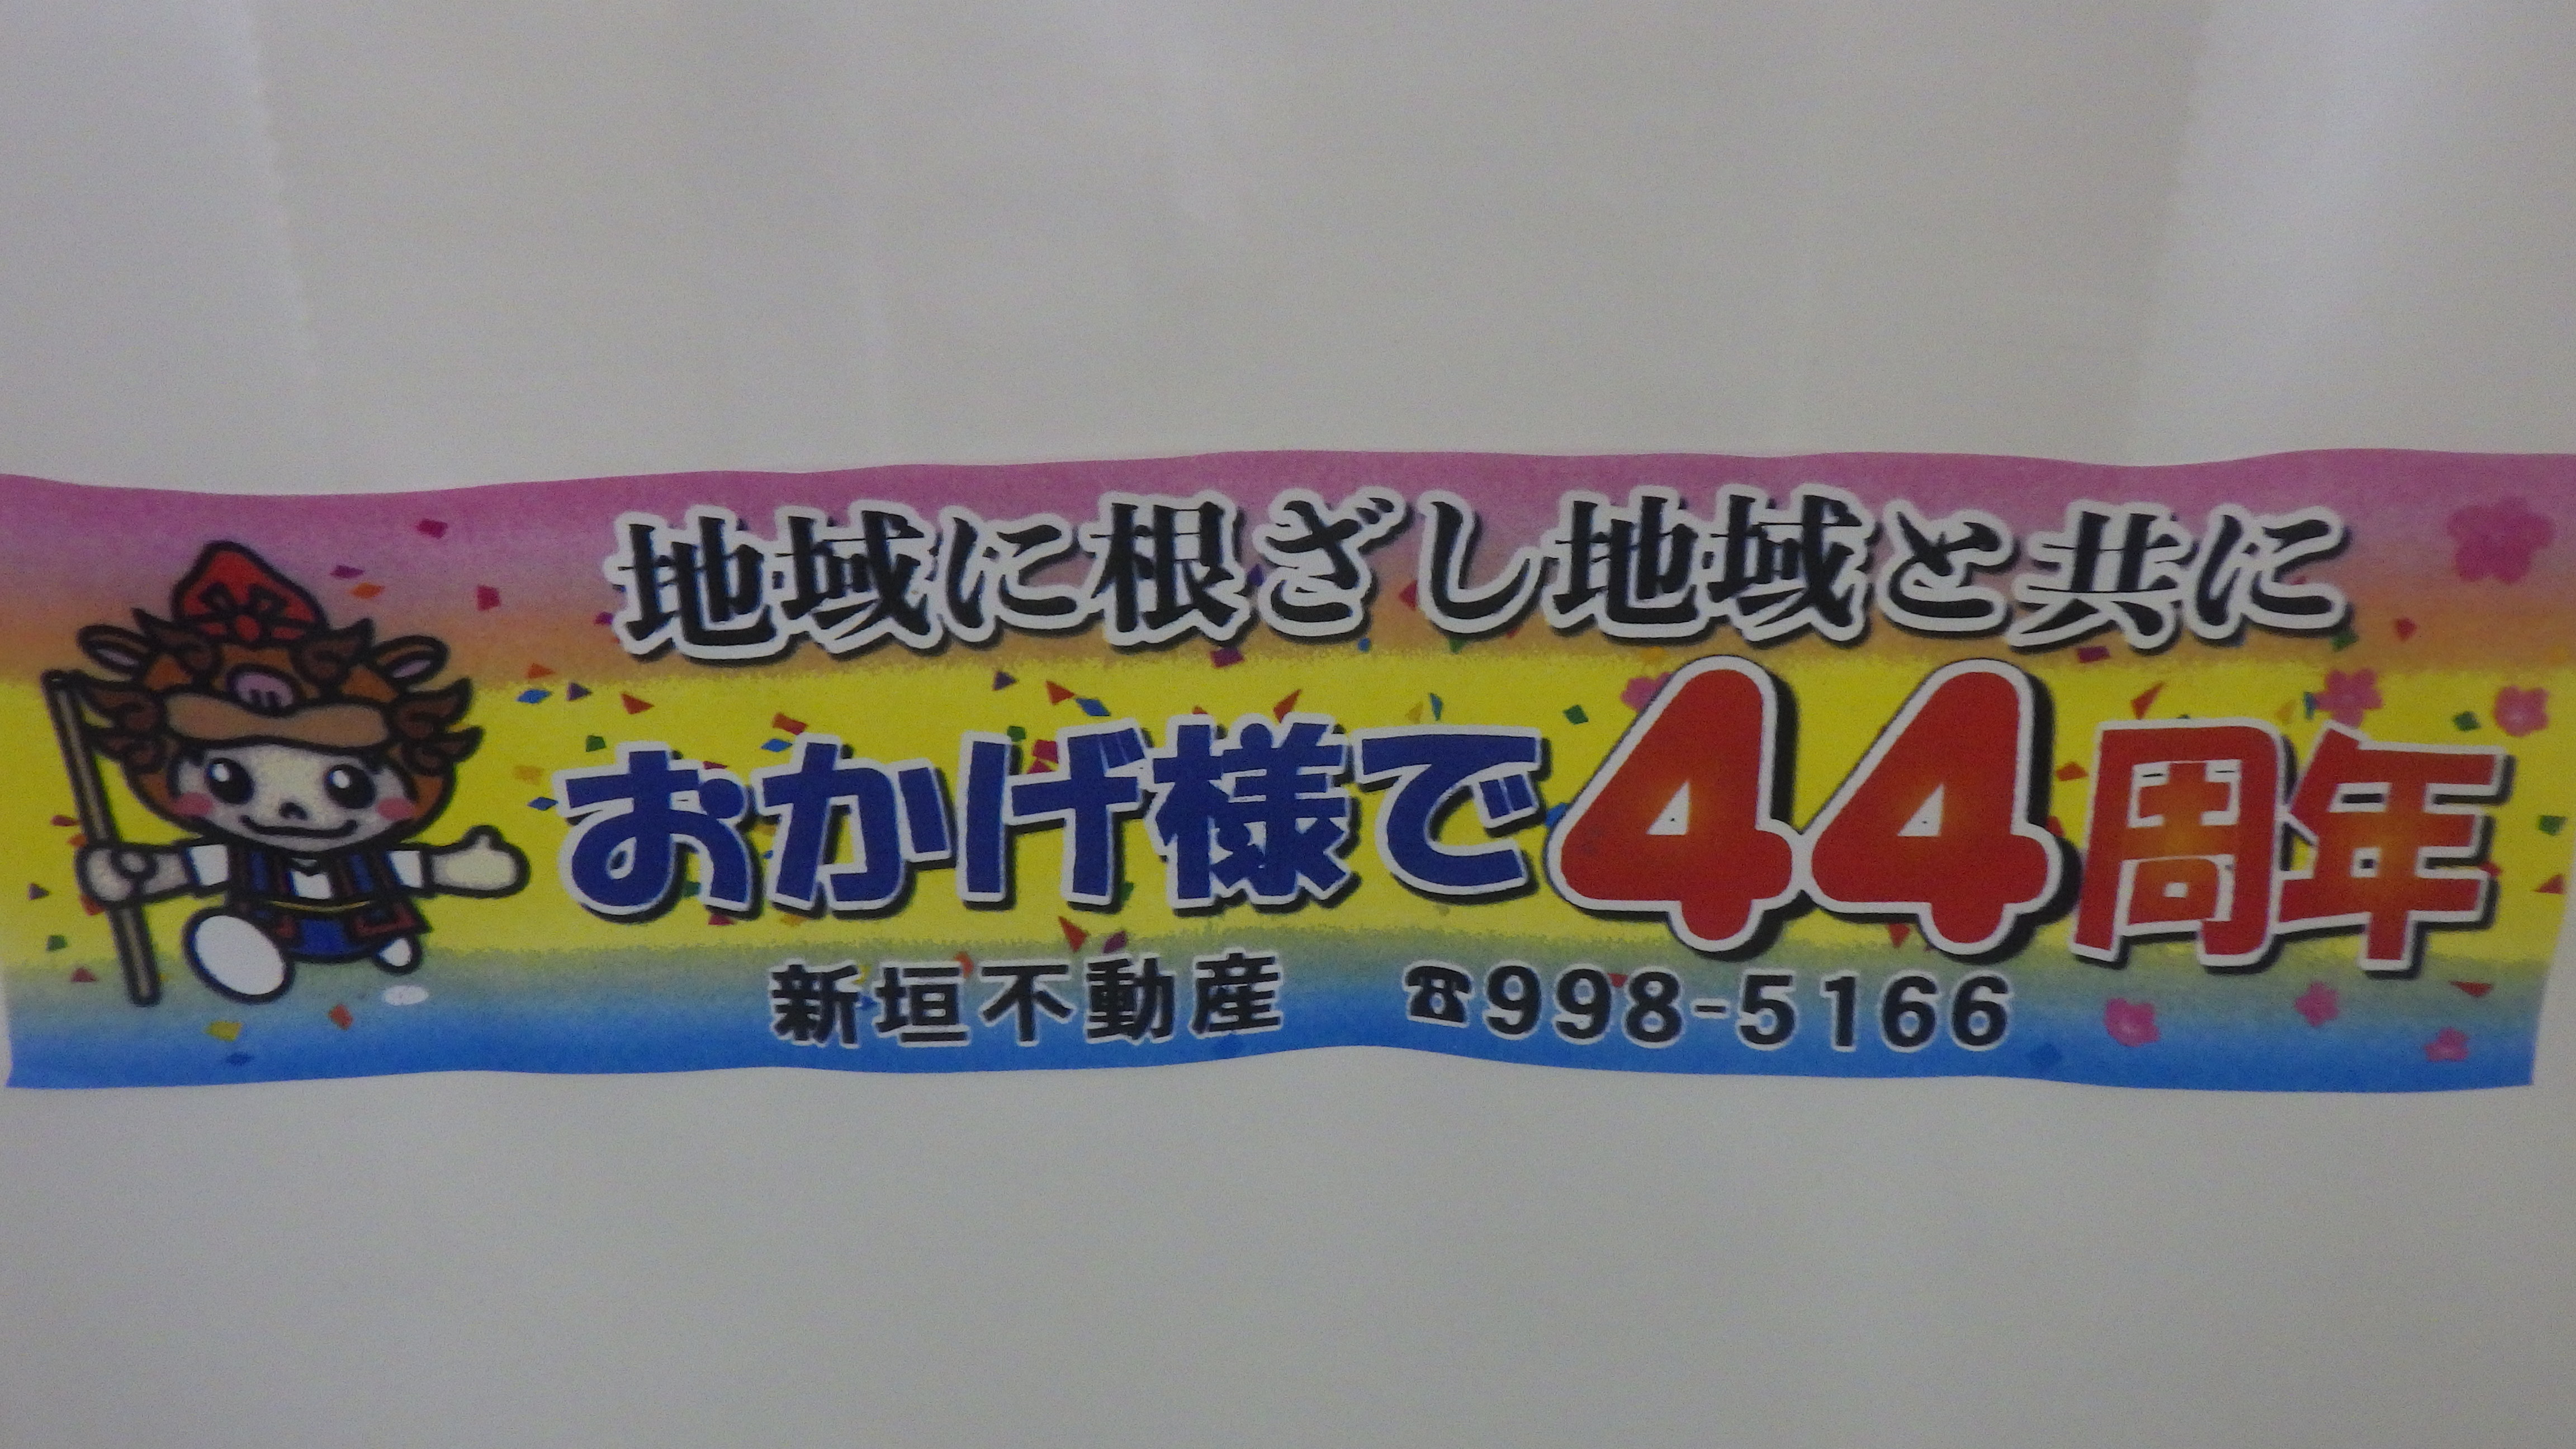 地域に根ざし地域と共に
おかげ様で44周年
新垣不動産 ☎998-5166